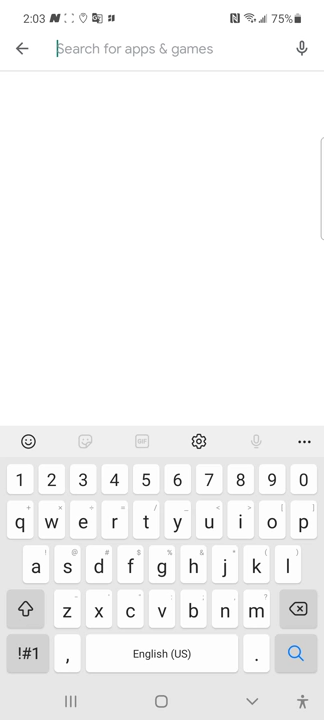 2:03 75%
Search for apps & games
GIF
1 2 3 4 5 6 7 8 9 0
q w e r t y u i o p
a s d f g h j k l
z x c v b n m
!#1 , English (US) .